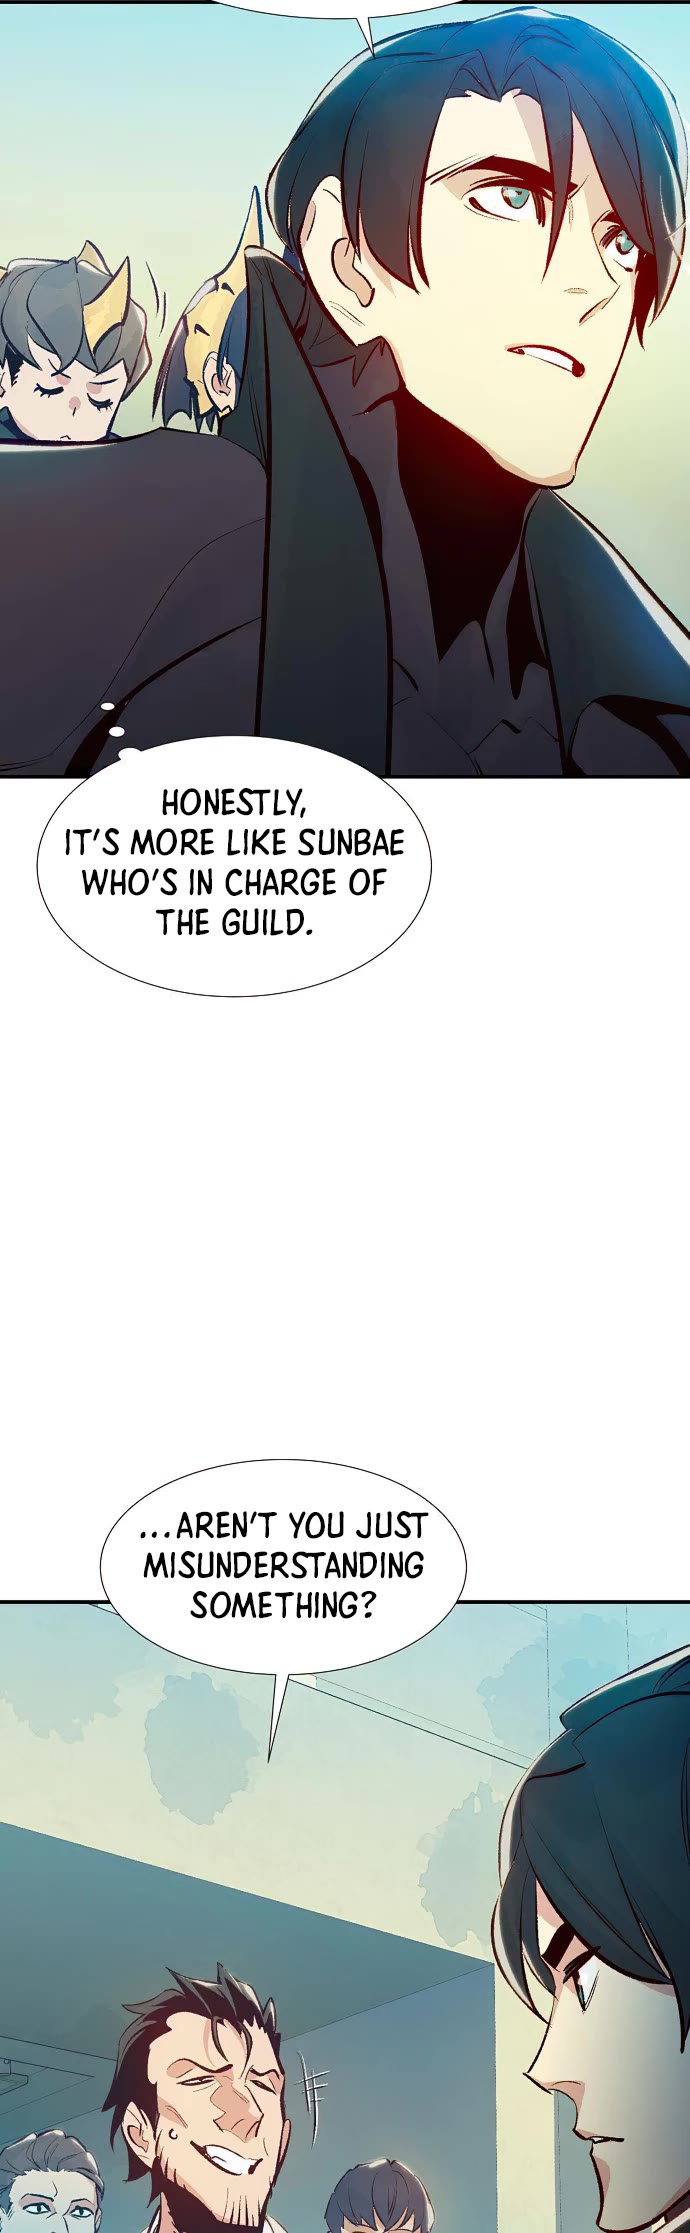 HONESTLY,
IT'S MORE LIKE SUNBAE
WHO'S IN CHARGE OF
THE GUILD.
...AREN'T YOU JUST
MISUNDERSTANDING
SOMETHING?